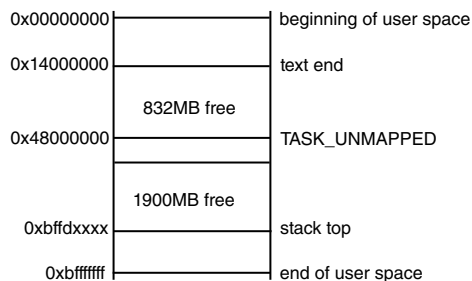 0x00000000 beginning of user space
0x14000000 text end
832MB free
0x48000000 TASK_UNMAPPED
1900MB free
0xbffdxxxx stack top
0xbfffffff end of user space